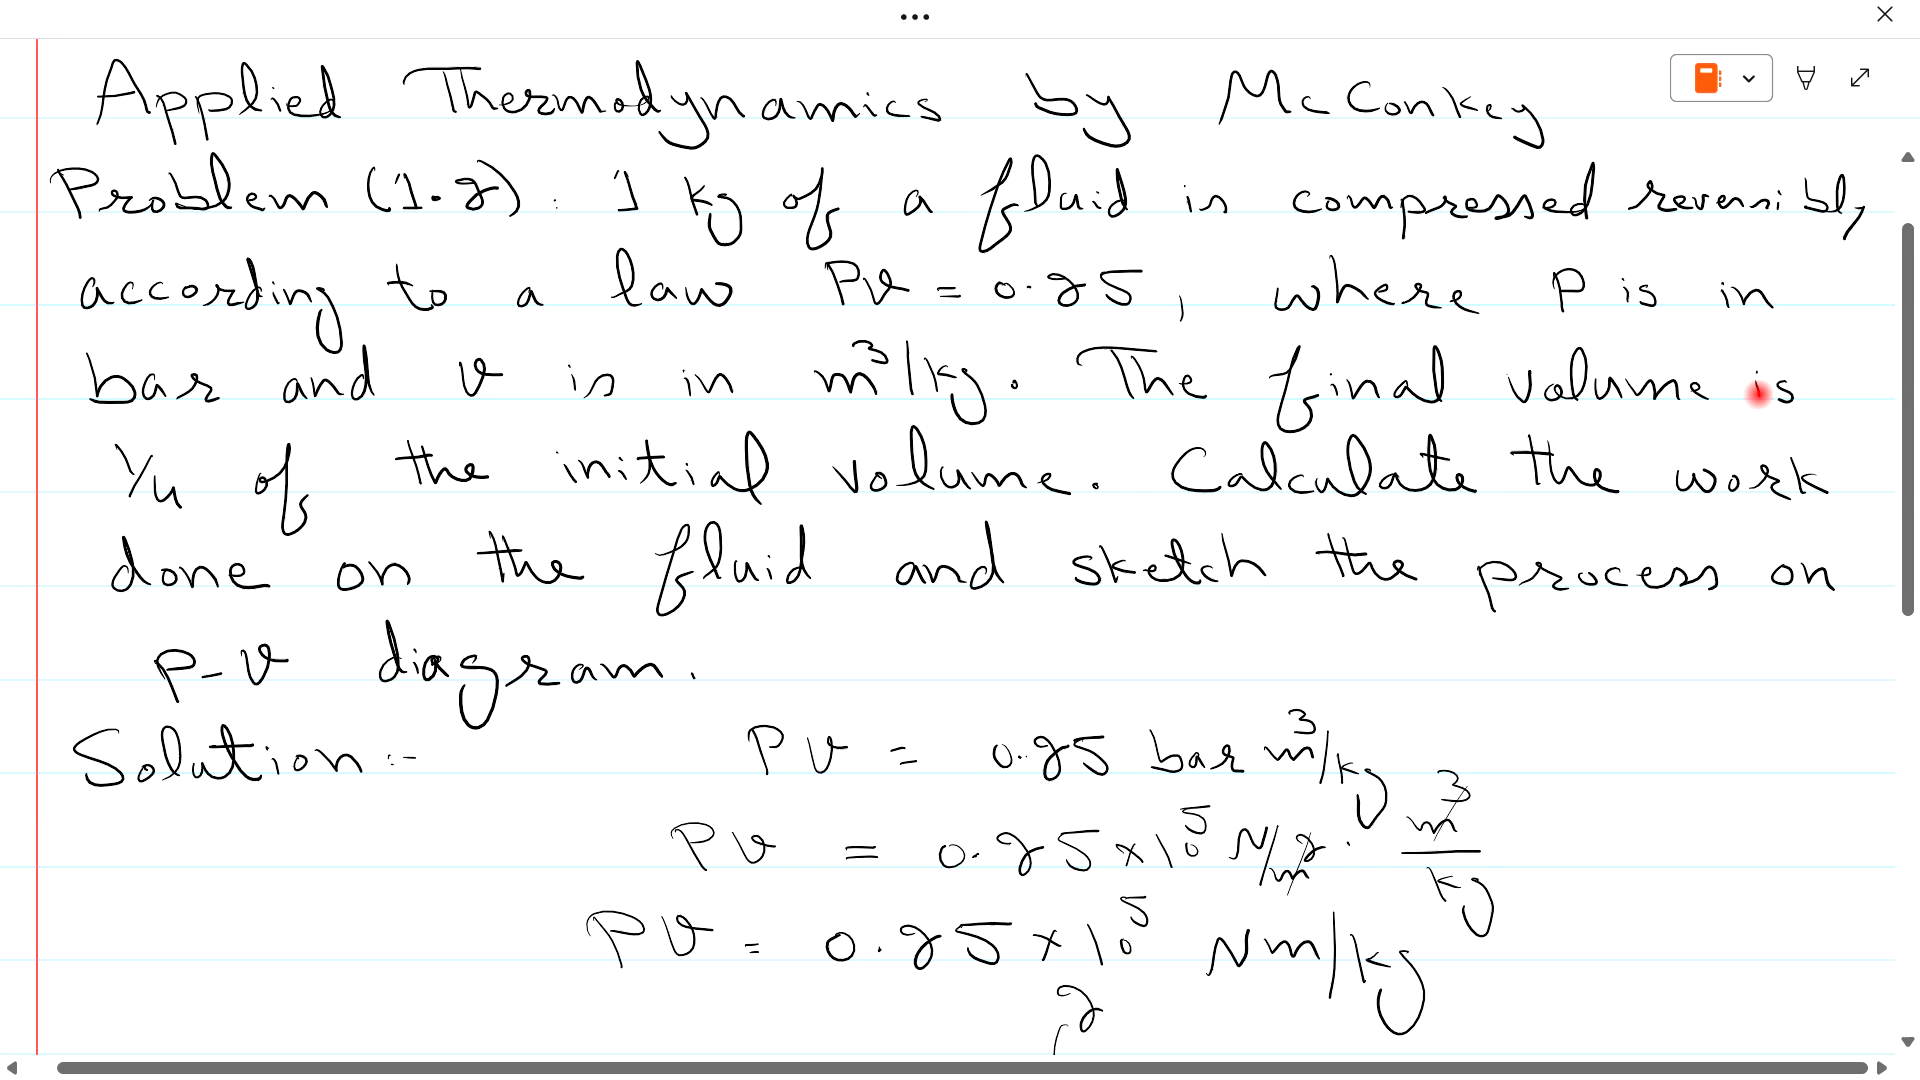 Applied Thermodynamics by McConkey
Problem (1.2): 1 kg of a fluid is compressed reversibly
according to a law Pv = 0.25, where P is in
bar and v is in m³/kg. The final volume is
1/4 of the initial volume. Calculate the work
done on the fluid and sketch the process on
P-v diagram.
Solution:- Pv = 0.25 bar m³/kg
Pv = 0.25 × 10⁵ N/m² · m³/kg
Pv = 0.25 × 10⁵ Nm/kg
2